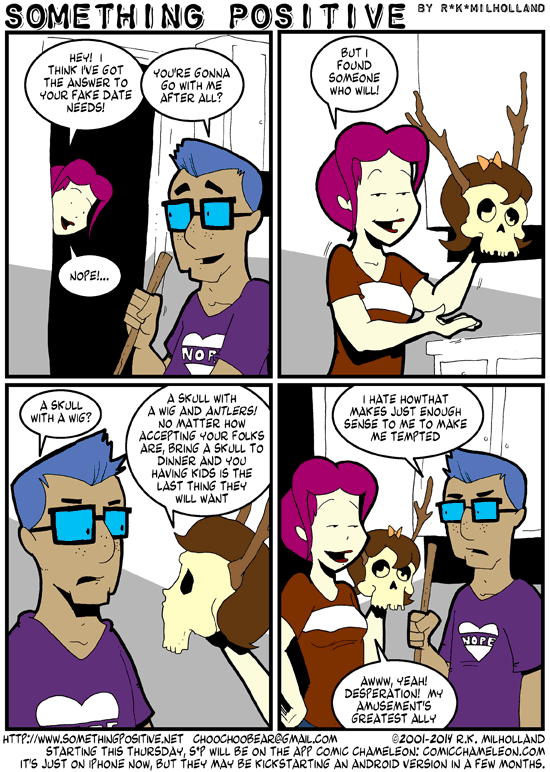 SOMETHING POSITIVE BY R*K*MILHOLLAND
HEY! I
THINK I'VE GOT
THE ANSWER TO
YOUR FAKE DATE
NEEDS!
YOU'RE GONNA
GO WITH ME
AFTER ALL?
NOPE!...
NOPE
BUT I
FOUND
SOMEONE
WHO WILL!
A SKULL
WITH A WIG?
A SKULL WITH
A WIG AND ANTLERS!
NO MATTER HOW
ACCEPTING YOUR FOLKS
ARE, BRING A SKULL TO
DINNER AND YOU
HAVING KIDS IS THE
LAST THING THEY
WILL WANT
NOPE
I HATE HOWTHAT
MAKES JUST ENOUGH
SENSE TO ME TO MAKE
ME TEMPTED
NOPE
AWWW, YEAH!
DESPERATION! MY
AMUSEMENT'S
GREATEST ALLY
HTTP://WWW.SOMETHINGPOSITIVE.NET CHOOCHOOBEAR@GMAIL.COM ©2001-2014 R.K. MILHOLLAND
STARTING THIS THURSDAY, S*P WILL BE ON THE APP COMIC CHAMELEON: COMICCHAMELEON.COM
IT'S JUST ON IPHONE NOW, BUT THEY MAY BE KICKSTARTING AN ANDROID VERSION IN A FEW MONTHS.